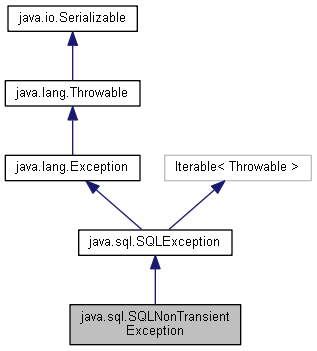 java.io.Serializable
java.lang.Throwable
java.lang.Exception
Iterable< Throwable >
java.sql.SQLException
java.sql.SQLNonTransient
Exception